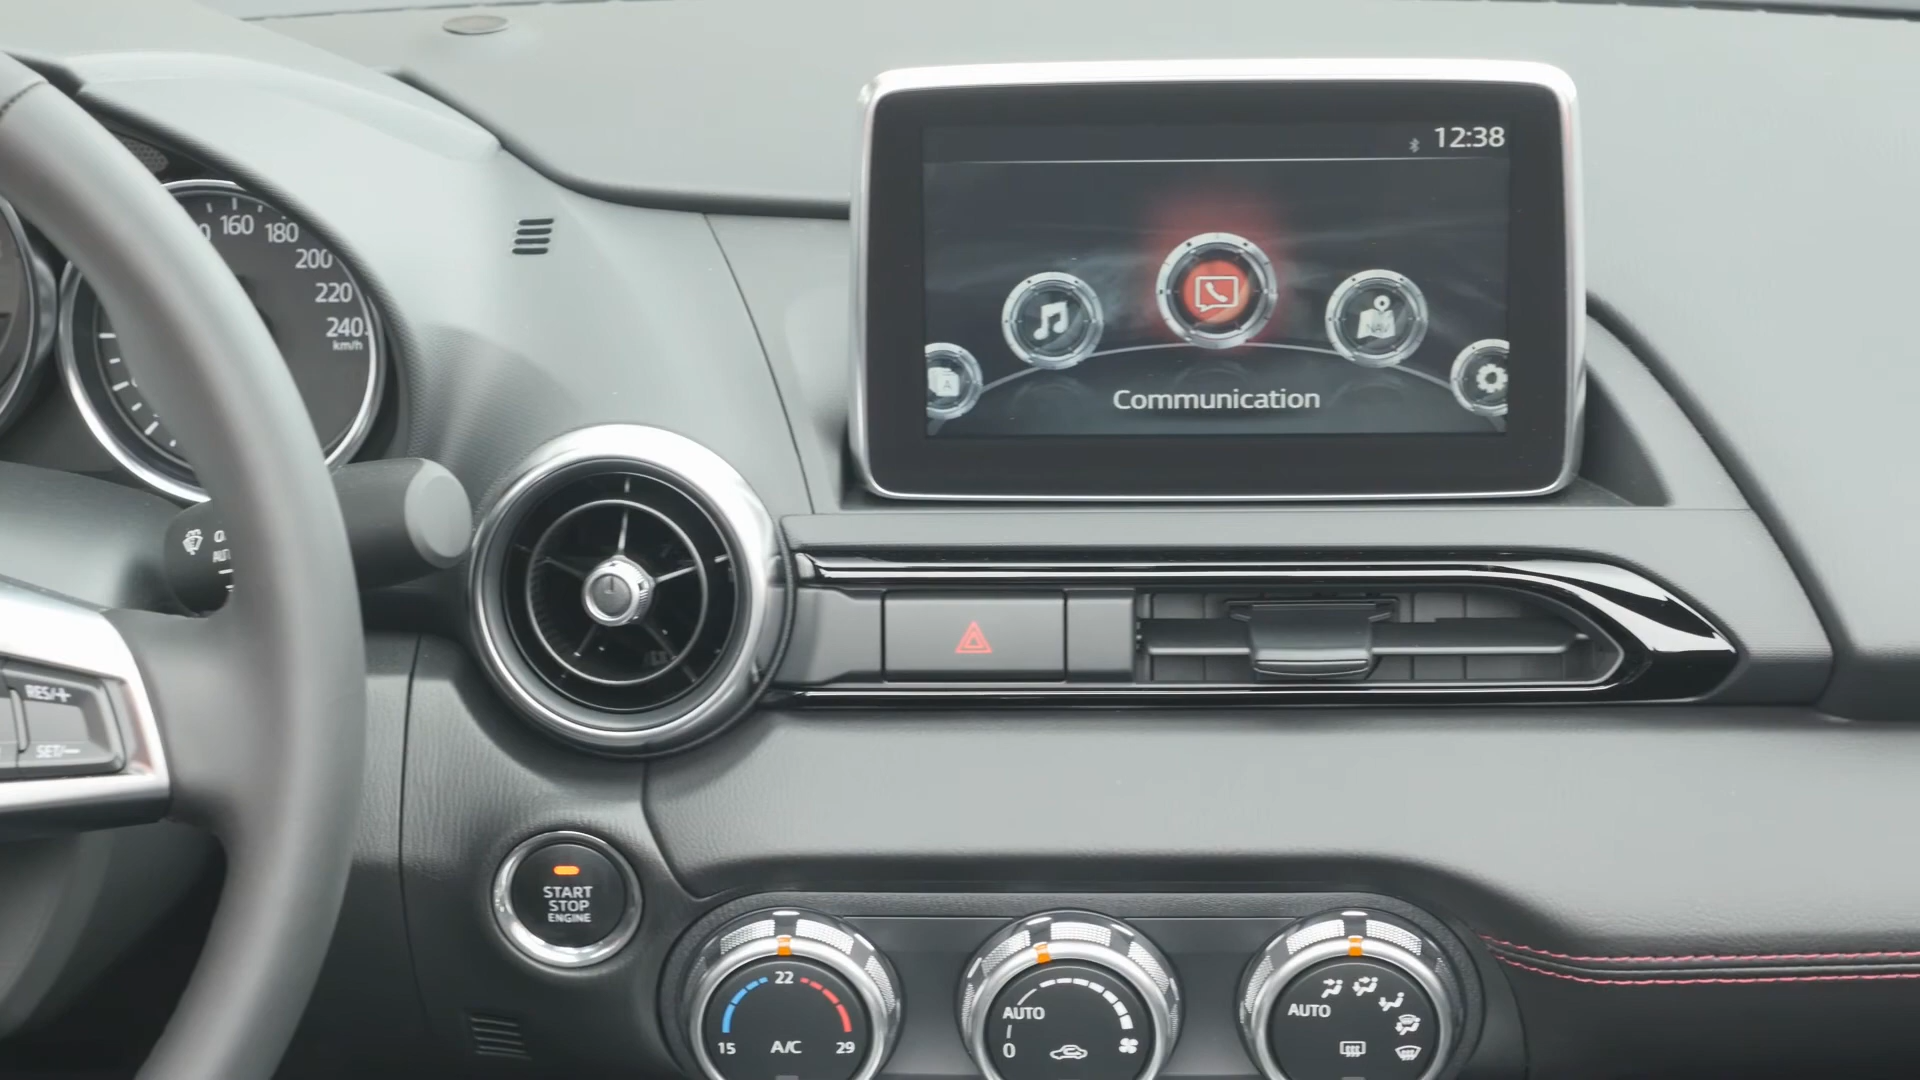 12:38
160
180
200
220
240
km/h
NAV
A
Communication
RES/+
SET/—
START
STOP
ENGINE
22
15
A/C
29
AUTO
0
AUTO